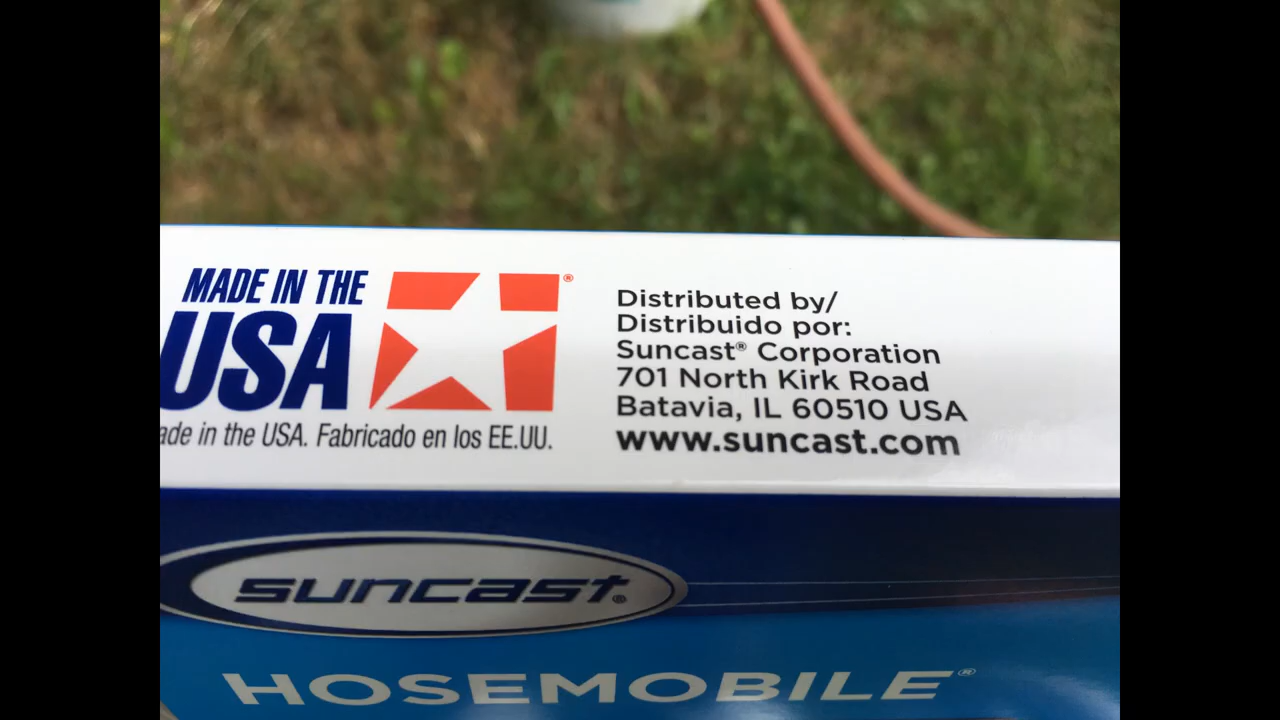 MADE IN THE
USA
ade in the USA. Fabricado en los EE.UU.
Distributed by/
Distribuido por:
Suncast® Corporation
701 North Kirk Road
Batavia, IL 60510 USA
www.suncast.com
suncast®
HOSEMOBILE®